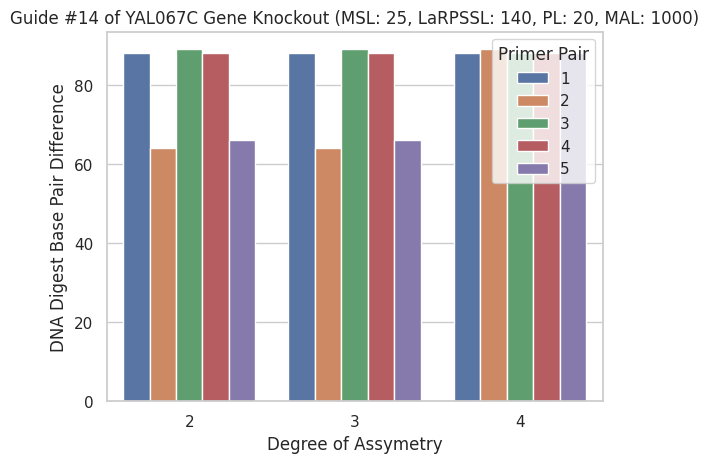 Guide #14 of YAL067C Gene Knockout (MSL: 25, LaRPSSL: 140, PL: 20, MAL: 1000)
Primer Pair
1
2
3
4
5
DNA Digest Base Pair Difference
80
60
40
20
0
2 3 4
Degree of Assymetry